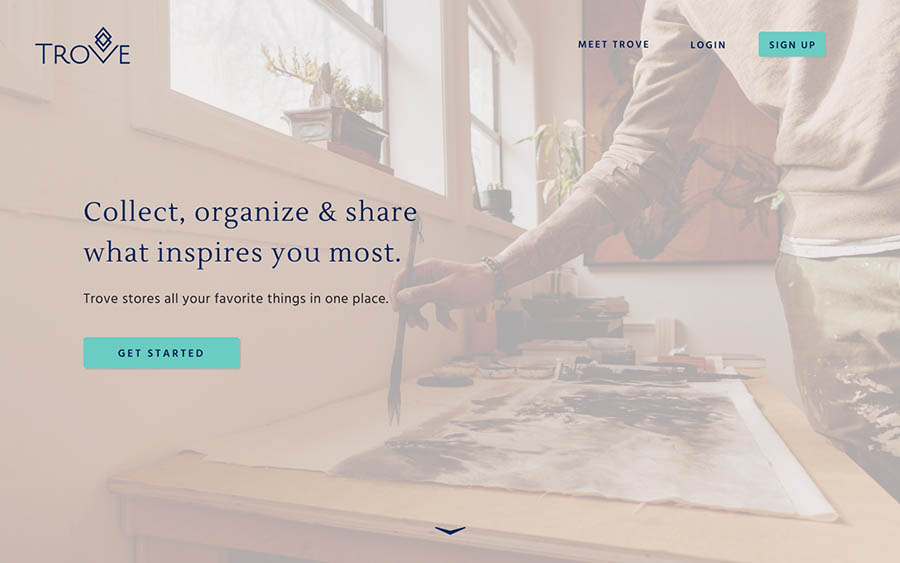 TROVE
MEET TROVE
LOGIN
SIGN UP
Collect, organize & share
what inspires you most.
Trove stores all your favorite things in one place.
GET STARTED